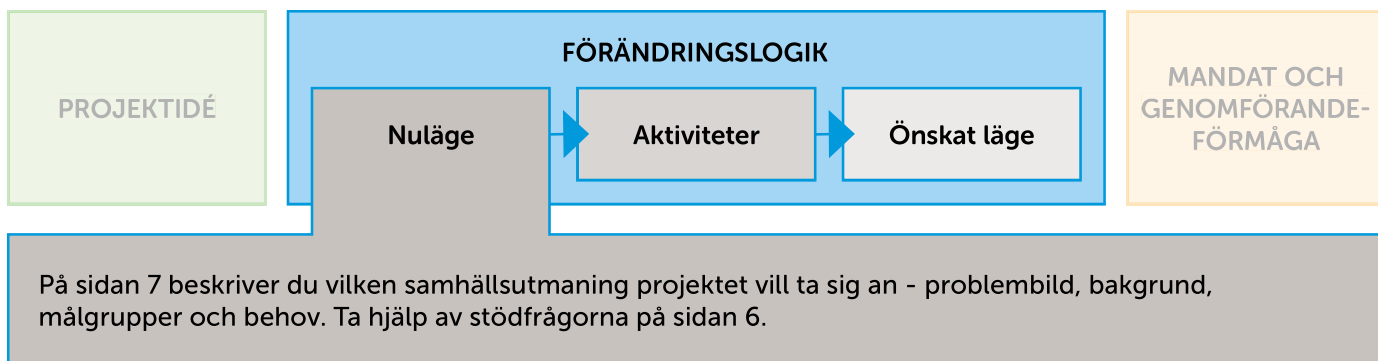 PROJEKTIDÉ
FÖRÄNDRINGSLOGIK
Nuläge
Aktiviteter
Önskat läge
MANDAT OCH
GENOMFÖRANDE-
FÖRMÅGA
På sidan 7 beskriver du vilken samhällsutmaning projektet vill ta sig an - problembild, bakgrund,
målgrupper och behov. Ta hjälp av stödfrågorna på sidan 6.